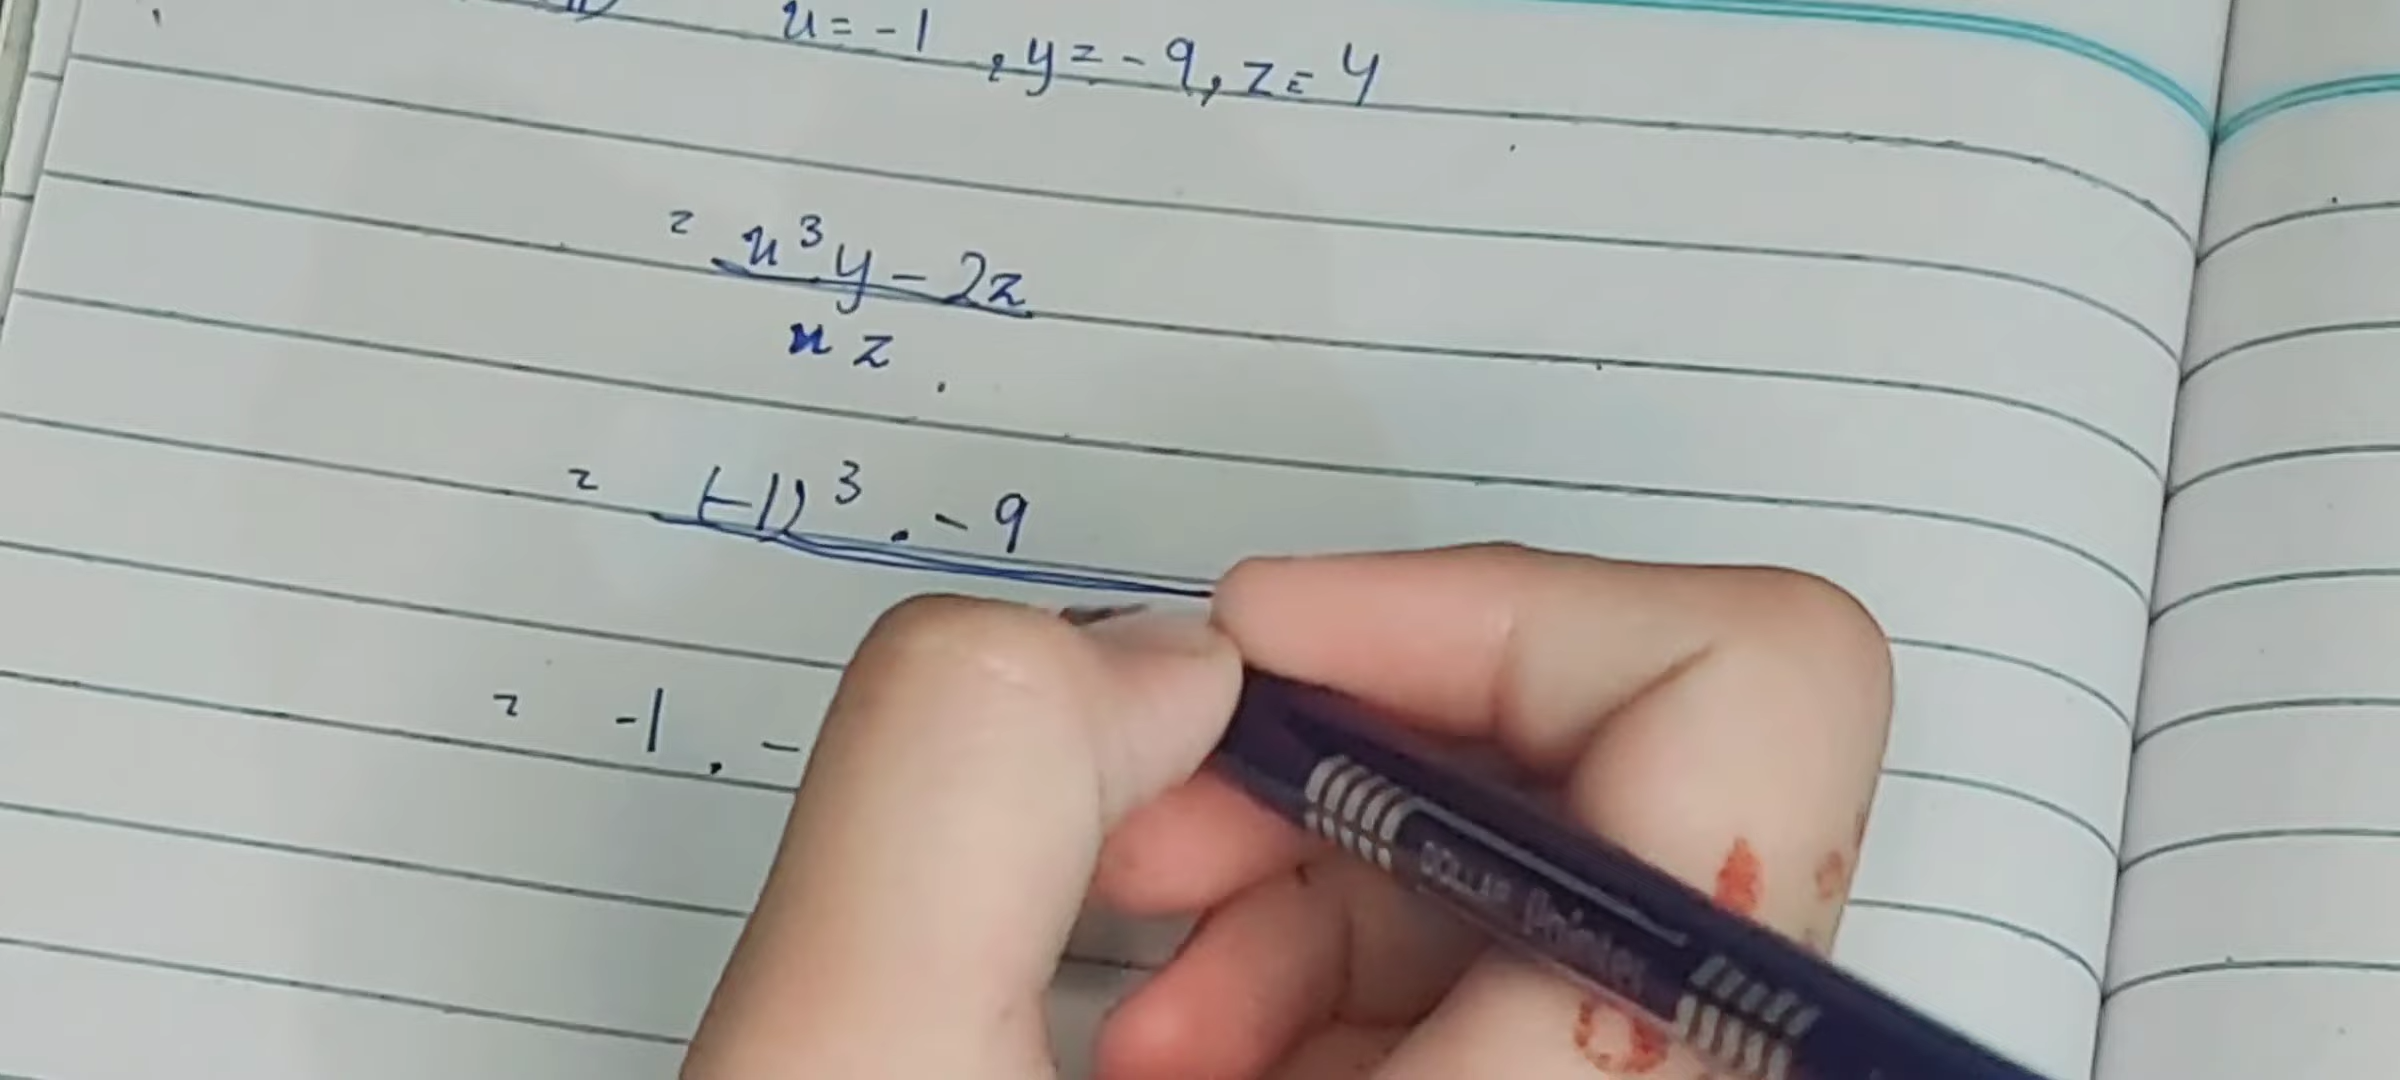 x = -1 , y = -9, z = 4
= x³y - 2z
xz
= (-1)³ . - 9
= -1 . -
DOLLAR Pointer